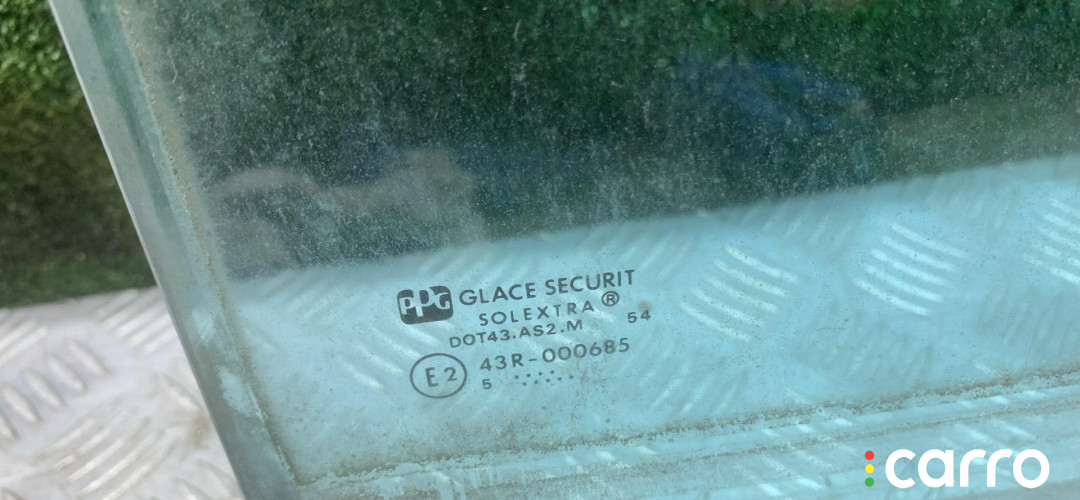 PPG GLACE SECURIT
SOLEXTRA®
DOT43.AS2.M 54
E2 43R-000685
5
carro